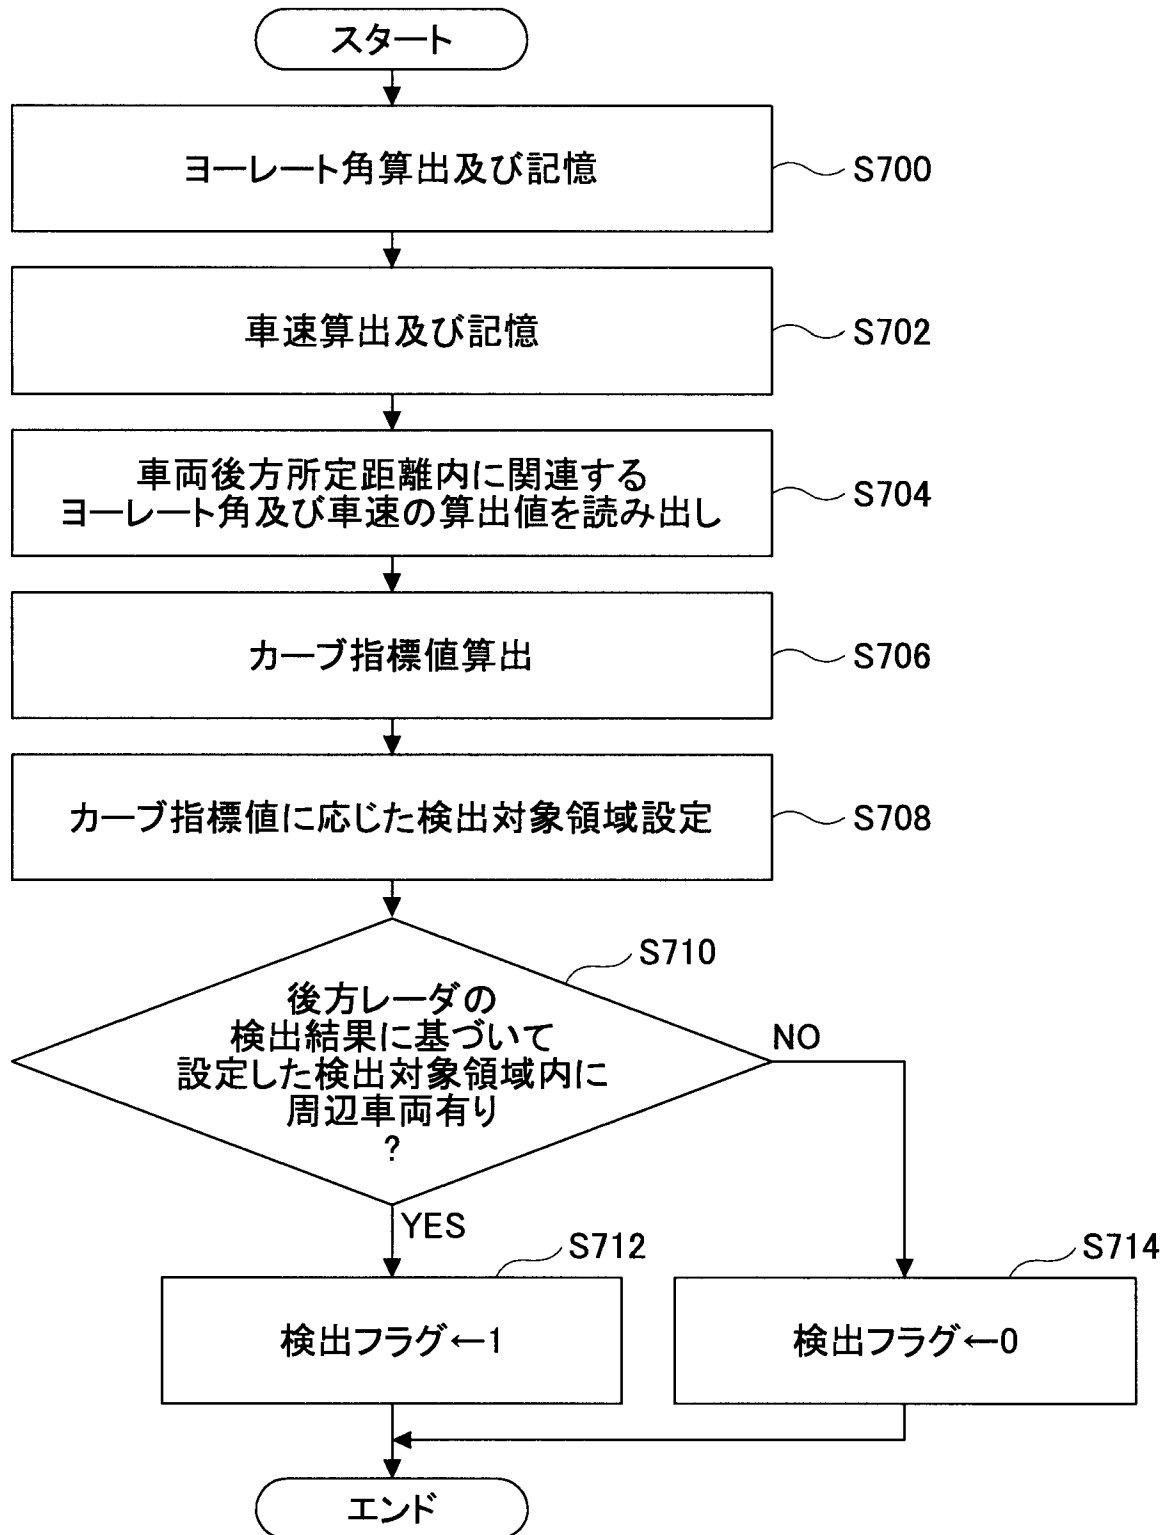 スタート
ヨーレート角算出及び記憶
S700
車速算出及び記憶
S702
車両後方所定距離内に関連する
ヨーレート角及び車速の算出値を読み出し
S704
カーブ指標値算出
S706
カーブ指標値に応じた検出対象領域設定
S708
S710
後方レーダの
検出結果に基づいて
設定した検出対象領域内に
周辺車両有り
?
NO
YES
S712
検出フラグ←1
S714
検出フラグ←0
エンド